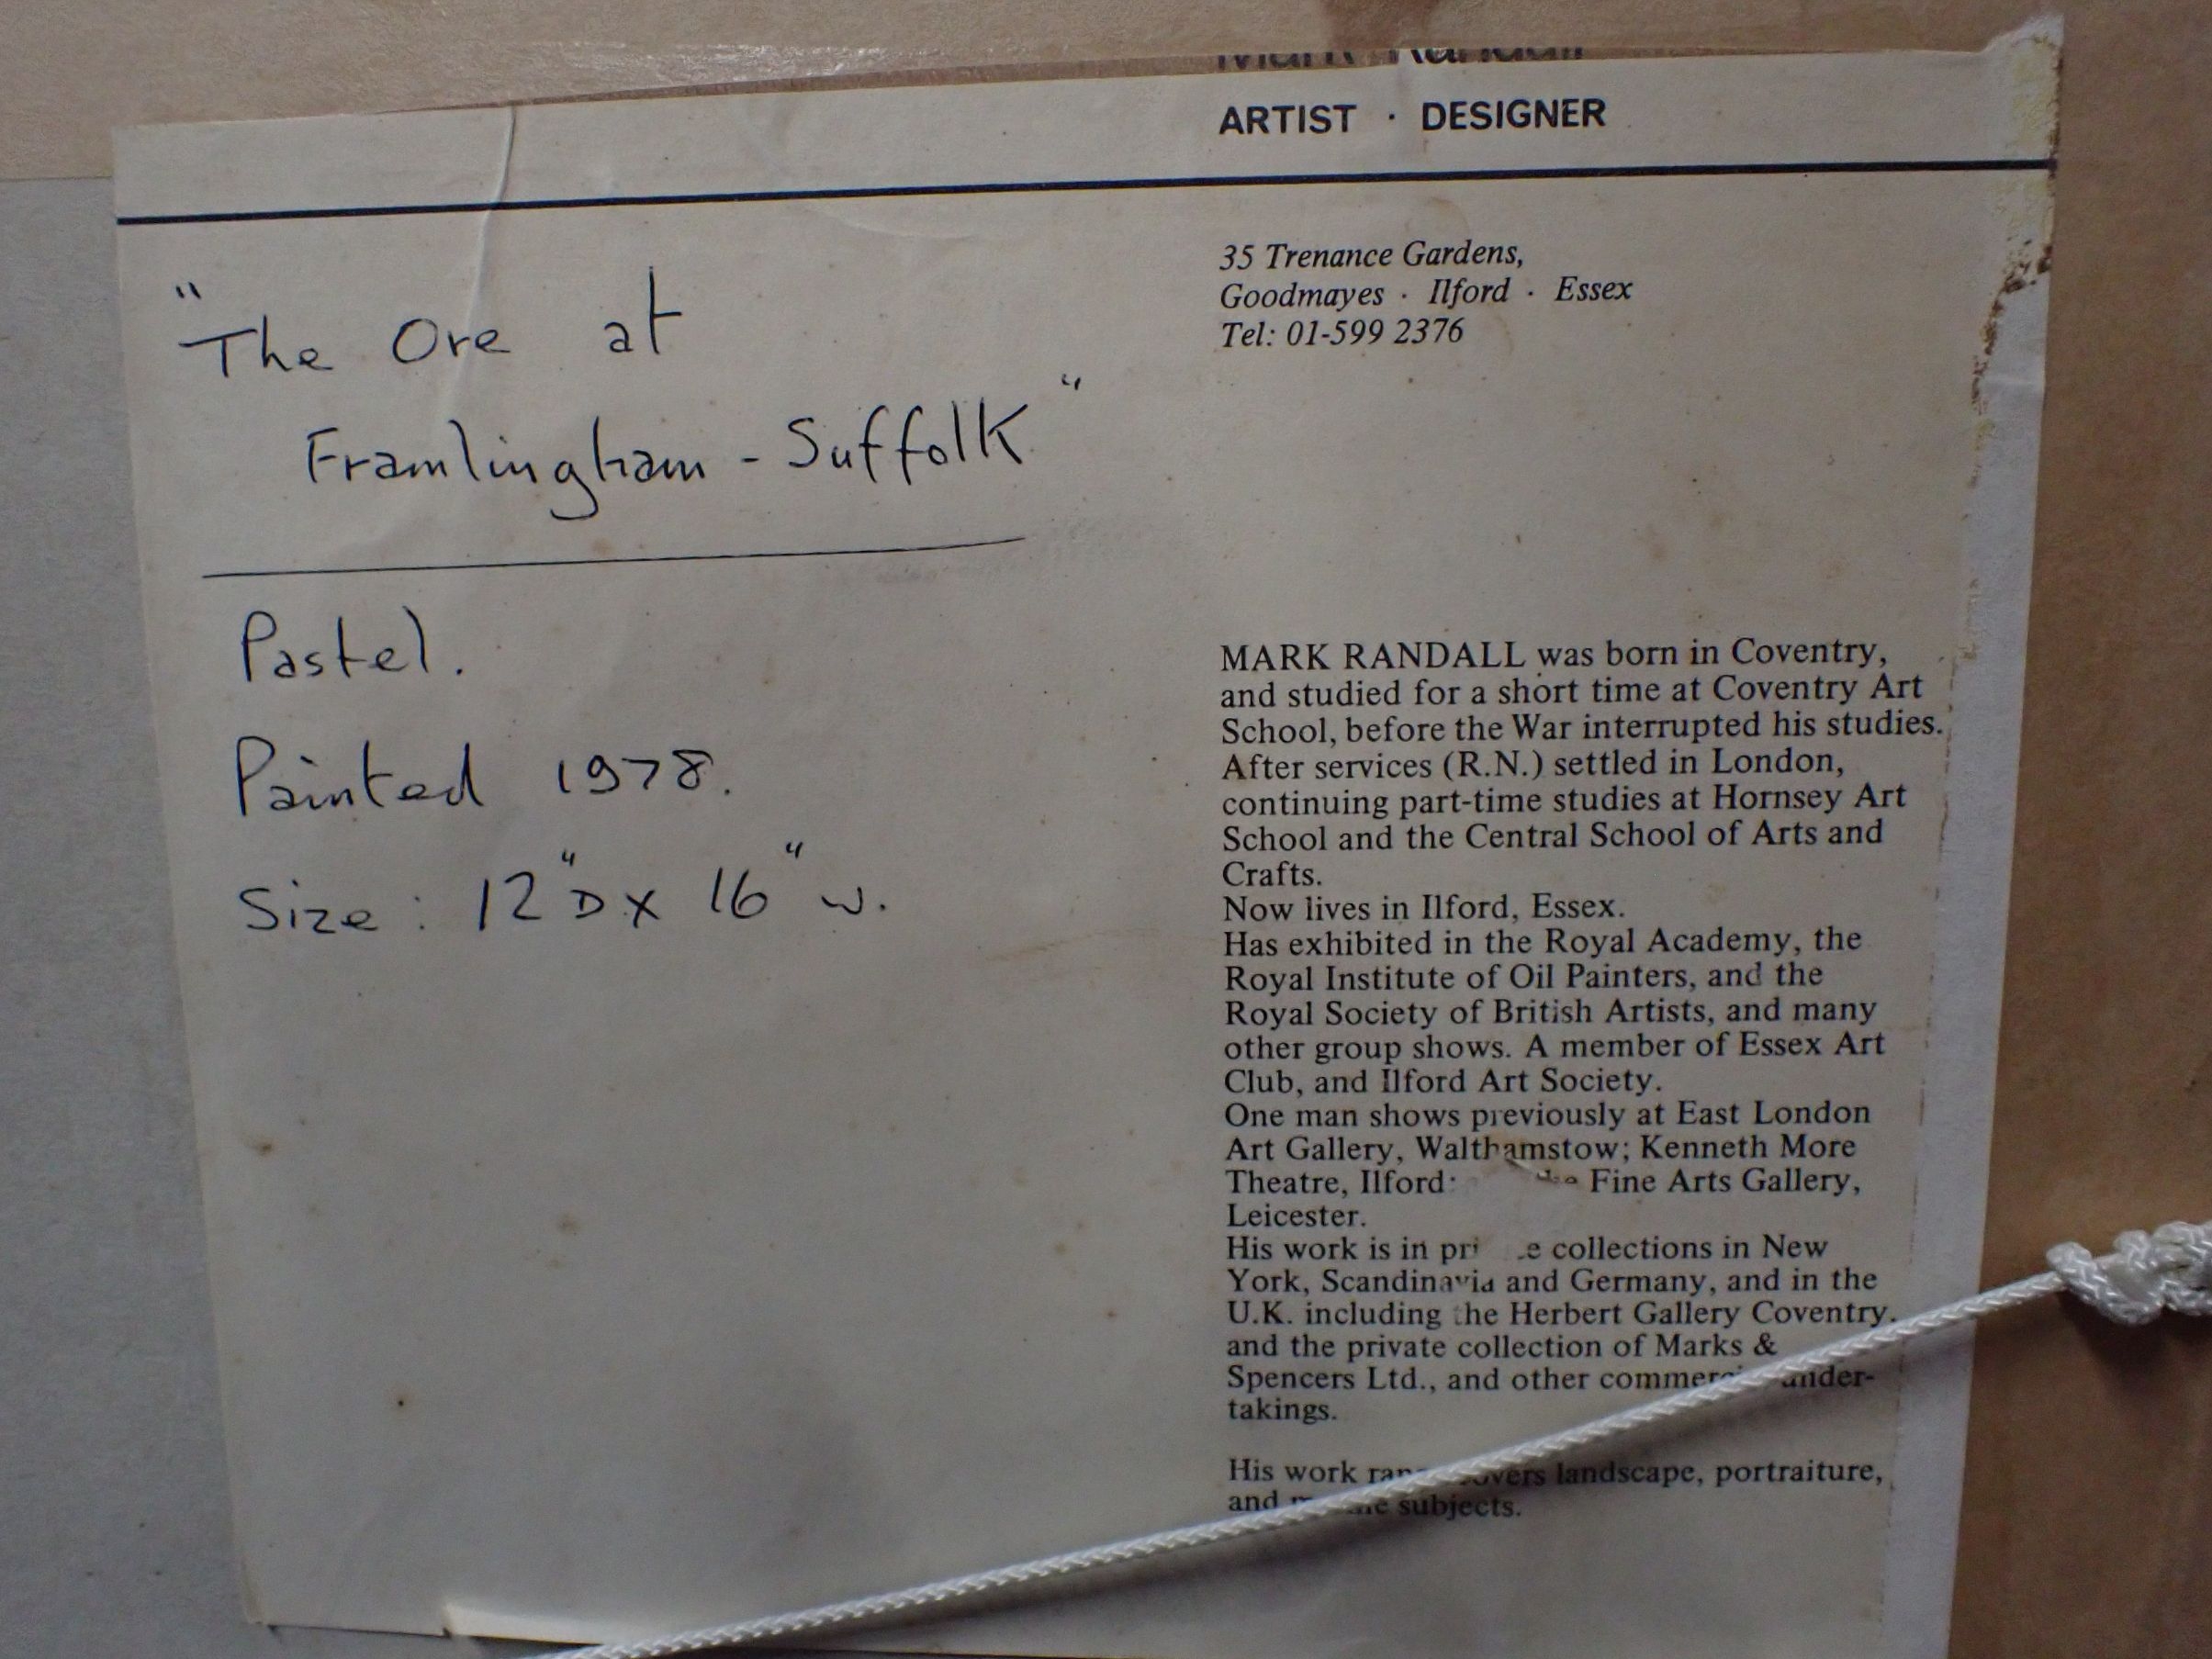 Mark Randall
ARTIST · DESIGNER
35 Trenance Gardens,
Goodmayes · Ilford · Essex
Tel: 01-599 2376
"The Ore at
Framlingham - Suffolk"
Pastel.
Painted 1978.
Size: 12"D x 16" W.
MARK RANDALL was born in Coventry,
and studied for a short time at Coventry Art
School, before the War interrupted his studies.
After services (R.N.) settled in London,
continuing part-time studies at Hornsey Art
School and the Central School of Arts and
Crafts.
Now lives in Ilford, Essex.
Has exhibited in the Royal Academy, the
Royal Institute of Oil Painters, and the
Royal Society of British Artists, and many
other group shows. A member of Essex Art
Club, and Ilford Art Society.
One man shows previously at East London
Art Gallery, Walthamstow; Kenneth More
Theatre, Ilford: Fine Arts Gallery,
Leicester.
His work is in collections in New
York, Scandinavia and Germany, and in the
U.K. including the Herbert Gallery Coventry.
and the private collection of Marks &
Spencers Ltd., and other under-
takings.
His work covers landscape, portraiture,
and subjects.